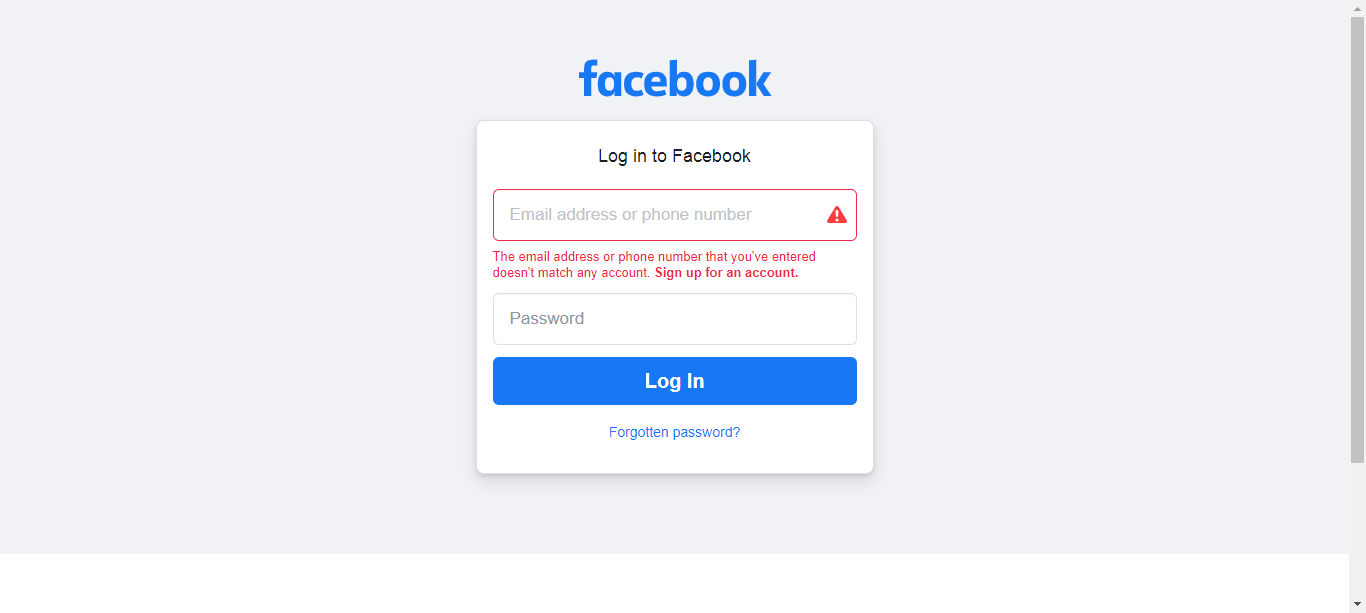 facebook
Log in to Facebook
Email address or phone number
The email address or phone number that you've entered
doesn't match any account. Sign up for an account.
Password
Log In
Forgotten password?